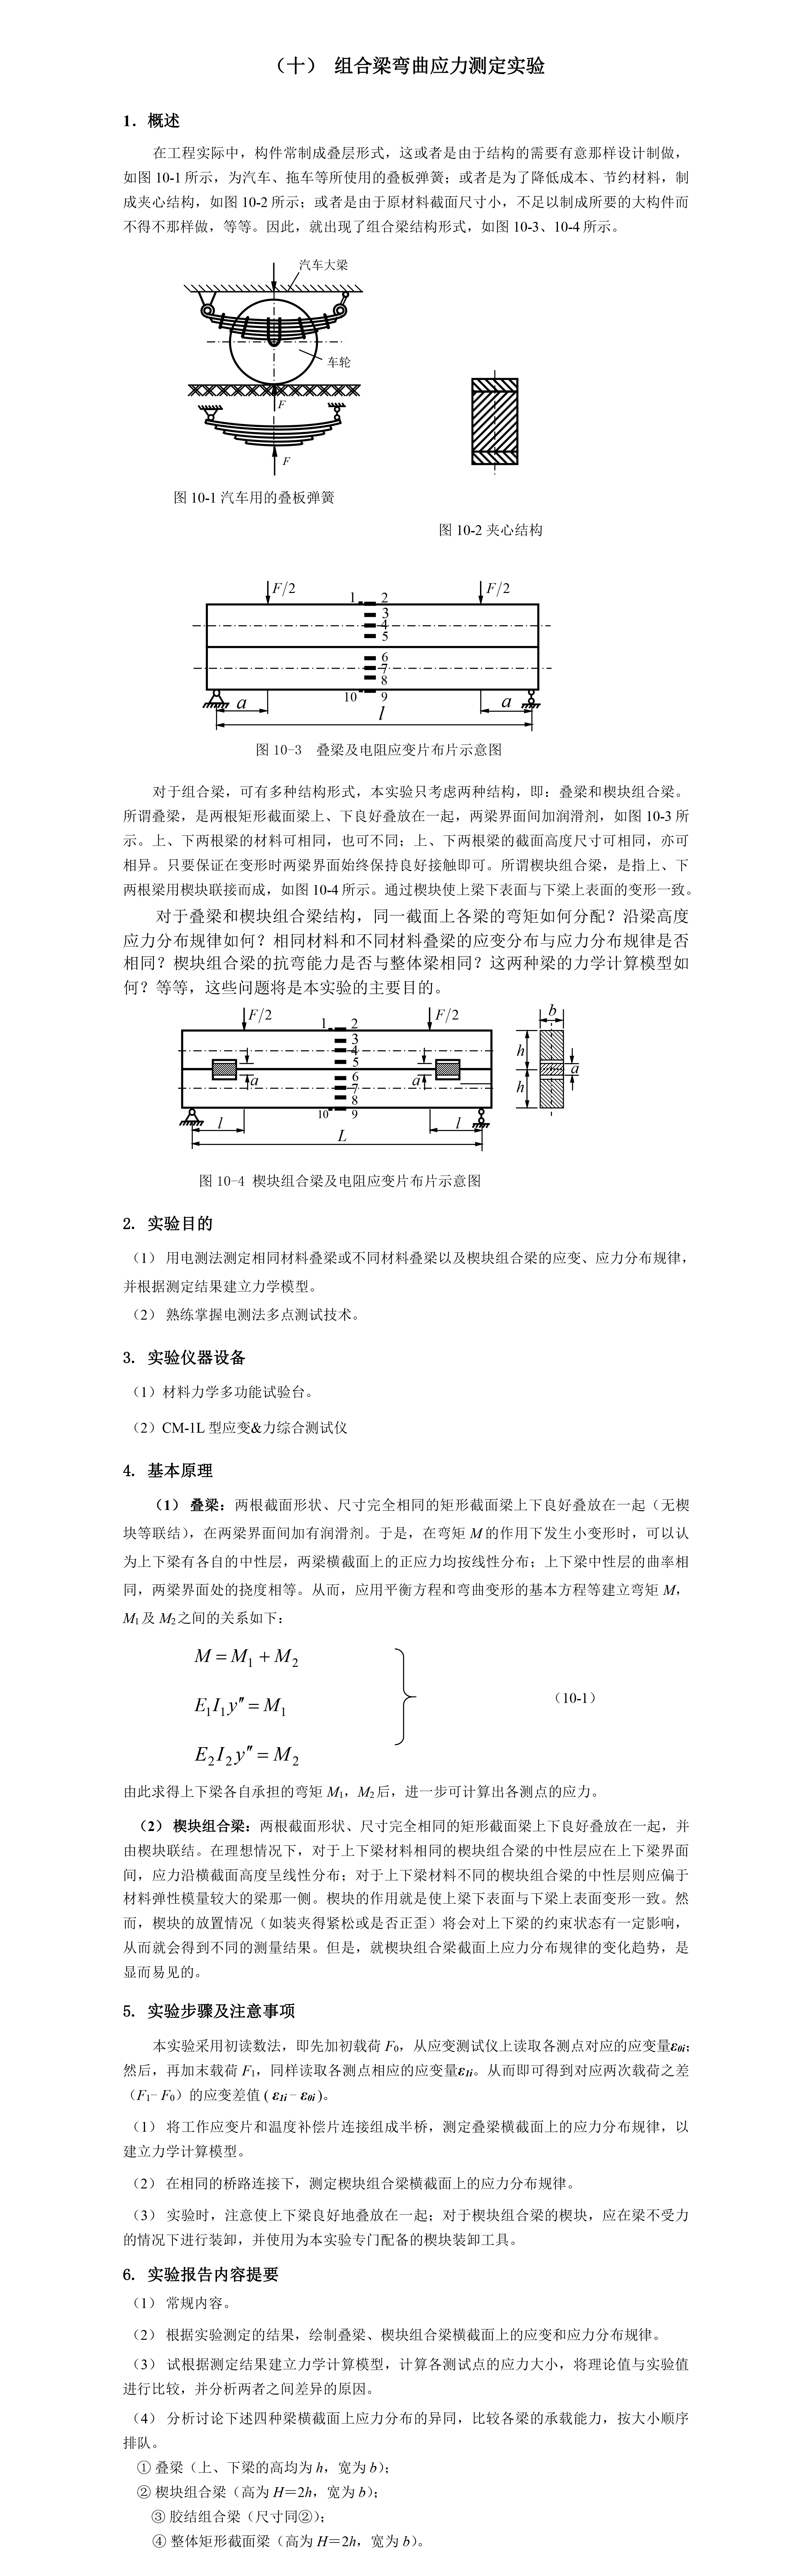 （十） 组合梁弯曲应力测定实验
1．概述
在工程实际中，构件常制成叠层形式，这或者是由于结构的需要有意那样设计制做，
如图 10-1 所示，为汽车、拖车等所使用的叠板弹簧；或者是为了降低成本、节约材料，制
成夹心结构，如图 10-2 所示；或者是由于原材料截面尺寸小，不足以制成所要的大构件而
不得不那样做，等等。因此，就出现了组合梁结构形式，如图 10-3、10-4 所示。
汽车大梁
车轮
F
F
图 10-1 汽车用的叠板弹簧
图 10-2 夹心结构
F/2
F/2
1
2
3
4
5
6
7
8
10
9
a
a
l
图 10-3 叠梁及电阻应变片布片示意图
对于组合梁，可有多种结构形式，本实验只考虑两种结构，即：叠梁和楔块组合梁。
所谓叠梁，是两根矩形截面梁上、下良好叠放在一起，两梁界面间加润滑剂，如图 10-3 所
示。上、下两根梁的材料可相同，也可不同；上、下两根梁的截面高度尺寸可相同，亦可
相异。只要保证在变形时两梁界面始终保持良好接触即可。所谓楔块组合梁，是指上、下
两根梁用楔块联接而成，如图 10-4 所示。通过楔块使上梁下表面与下梁上表面的变形一致。
对于叠梁和楔块组合梁结构，同一截面上各梁的弯矩如何分配？沿梁高度
应力分布规律如何？相同材料和不同材料叠梁的应变分布与应力分布规律是否
相同？楔块组合梁的抗弯能力是否与整体梁相同？这两种梁的力学计算模型如
何？等等，这些问题将是本实验的主要目的。
F/2
F/2
b
1
2
3
4
5
6
7
8
10
9
a
a
h
h
a
l
l
L
图 10-4 楔块组合梁及电阻应变片布片示意图
2. 实验目的
（1） 用电测法测定相同材料叠梁或不同材料叠梁以及楔块组合梁的应变、应力分布规律，
并根据测定结果建立力学模型。
（2） 熟练掌握电测法多点测试技术。
3. 实验仪器设备
（1）材料力学多功能试验台。
（2）CM-1L 型应变&力综合测试仪
4. 基本原理
（1） 叠梁：两根截面形状、尺寸完全相同的矩形截面梁上下良好叠放在一起（无楔
块等联结），在两梁界面间加有润滑剂。于是，在弯矩 M 的作用下发生小变形时，可以认
为上下梁有各自的中性层，两梁横截面上的正应力均按线性分布；上下梁中性层的曲率相
同，两梁界面处的挠度相等。从而，应用平衡方程和弯曲变形的基本方程等建立弯矩 M，
M₁ 及 M₂ 之间的关系如下：
M = M₁ + M₂
E₁I₁y″ = M₁
（10-1）
E₂I₂y″ = M₂
由此求得上下梁各自承担的弯矩 M₁，M₂ 后，进一步可计算出各测点的应力。
（2） 楔块组合梁：两根截面形状、尺寸完全相同的矩形截面梁上下良好叠放在一起，并
由楔块联结。在理想情况下，对于上下梁材料相同的楔块组合梁的中性层应在上下梁界面
间，应力沿横截面高度呈线性分布；对于上下梁材料不同的楔块组合梁的中性层则应偏于
材料弹性模量较大的梁那一侧。楔块的作用就是使上梁下表面与下梁上表面变形一致。然
而，楔块的放置情况（如装夹得紧松或是否正歪）将会对上下梁的约束状态有一定影响，
从而就会得到不同的测量结果。但是，就楔块组合梁截面上应力分布规律的变化趋势，是
显而易见的。
5. 实验步骤及注意事项
本实验采用初读数法，即先加初载荷 F₀，从应变测试仪上读取各测点对应的应变量ε₀ᵢ；
然后，再加末载荷 F₁，同样读取各测点相应的应变量ε₁ᵢ。从而即可得到对应两次载荷之差
（F₁− F₀）的应变差值 ( ε₁ᵢ − ε₀ᵢ )。
（1） 将工作应变片和温度补偿片连接组成半桥，测定叠梁横截面上的应力分布规律，以
建立力学计算模型。
（2） 在相同的桥路连接下，测定楔块组合梁横截面上的应力分布规律。
（3） 实验时，注意使上下梁良好地叠放在一起；对于楔块组合梁的楔块，应在梁不受力
的情况下进行装卸，并使用为本实验专门配备的楔块装卸工具。
6. 实验报告内容提要
（1） 常规内容。
（2） 根据实验测定的结果，绘制叠梁、楔块组合梁横截面上的应变和应力分布规律。
（3） 试根据测定结果建立力学计算模型，计算各测试点的应力大小，将理论值与实验值
进行比较，并分析两者之间差异的原因。
（4） 分析讨论下述四种梁横截面上应力分布的异同，比较各梁的承载能力，按大小顺序
排队。
① 叠梁（上、下梁的高均为 h，宽为 b）；
② 楔块组合梁（高为 H＝2h，宽为 b）；
③ 胶结组合梁（尺寸同②）；
④ 整体矩形截面梁（高为 H＝2h，宽为 b）。